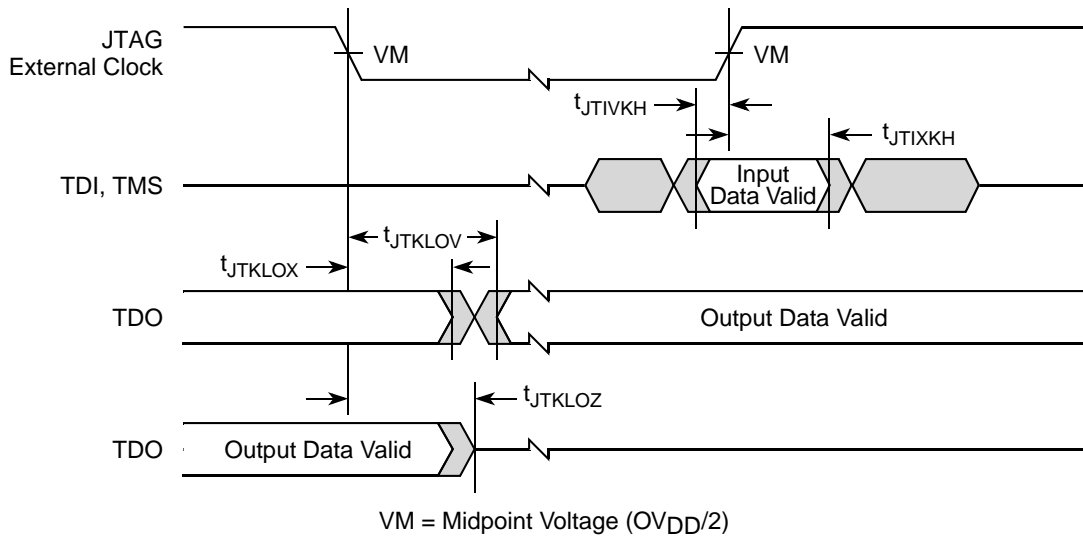 JTAG
External Clock
VM
VM
tJTIVKH
tJTIXKH
TDI, TMS
Input
Data Valid
tJTKLOV
tJTKLOX
TDO
Output Data Valid
tJTKLOZ
TDO
Output Data Valid
VM = Midpoint Voltage (OVDD/2)